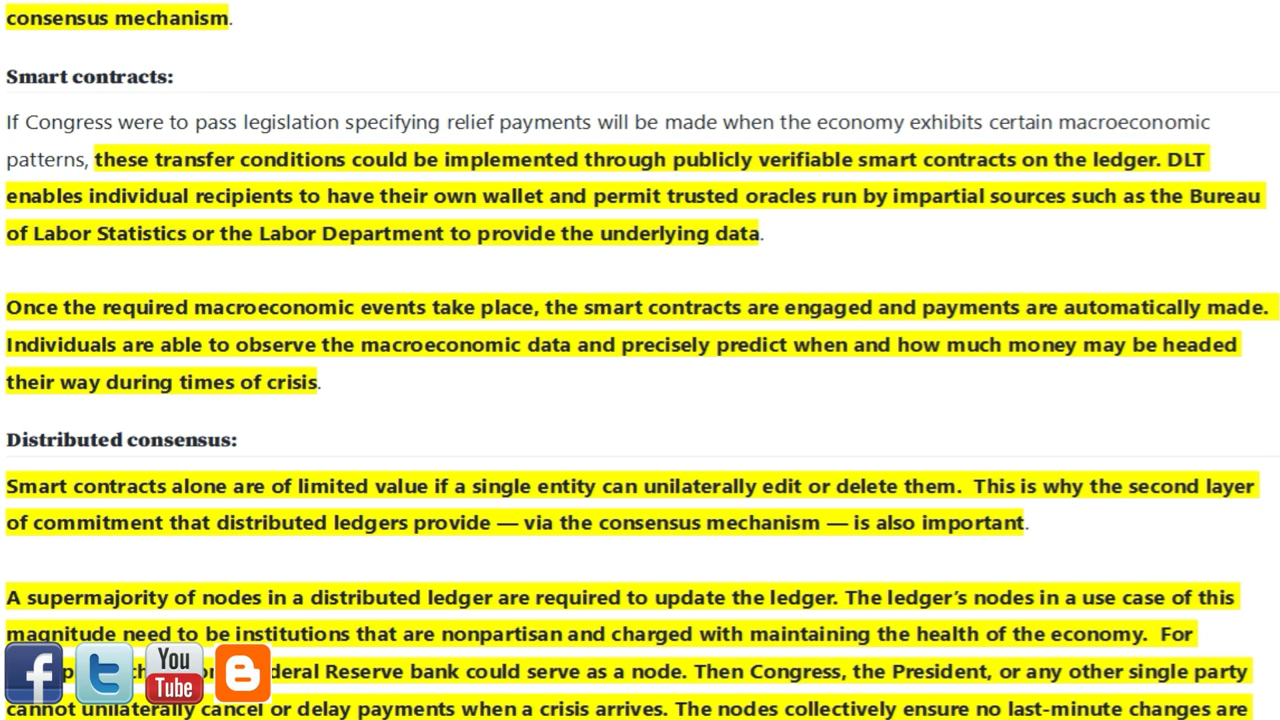 consensus mechanism.
Smart contracts:
If Congress were to pass legislation specifying relief payments will be made when the economy exhibits certain macroeconomic
patterns, these transfer conditions could be implemented through publicly verifiable smart contracts on the ledger. DLT
enables individual recipients to have their own wallet and permit trusted oracles run by impartial sources such as the Bureau
of Labor Statistics or the Labor Department to provide the underlying data.
Once the required macroeconomic events take place, the smart contracts are engaged and payments are automatically made.
Individuals are able to observe the macroeconomic data and precisely predict when and how much money may be headed
their way during times of crisis.
Distributed consensus:
Smart contracts alone are of limited value if a single entity can unilaterally edit or delete them. This is why the second layer
of commitment that distributed ledgers provide — via the consensus mechanism — is also important.
A supermajority of nodes in a distributed ledger are required to update the ledger. The ledger's nodes in a use case of this
magnitude need to be institutions that are nonpartisan and charged with maintaining the health of the economy. For
Reserve bank could serve as a node. Then Congress, the President, or any other single party
cannot unilaterally cancel or delay payments when a crisis arrives. The nodes collectively ensure no last-minute changes are
f t You Tube B